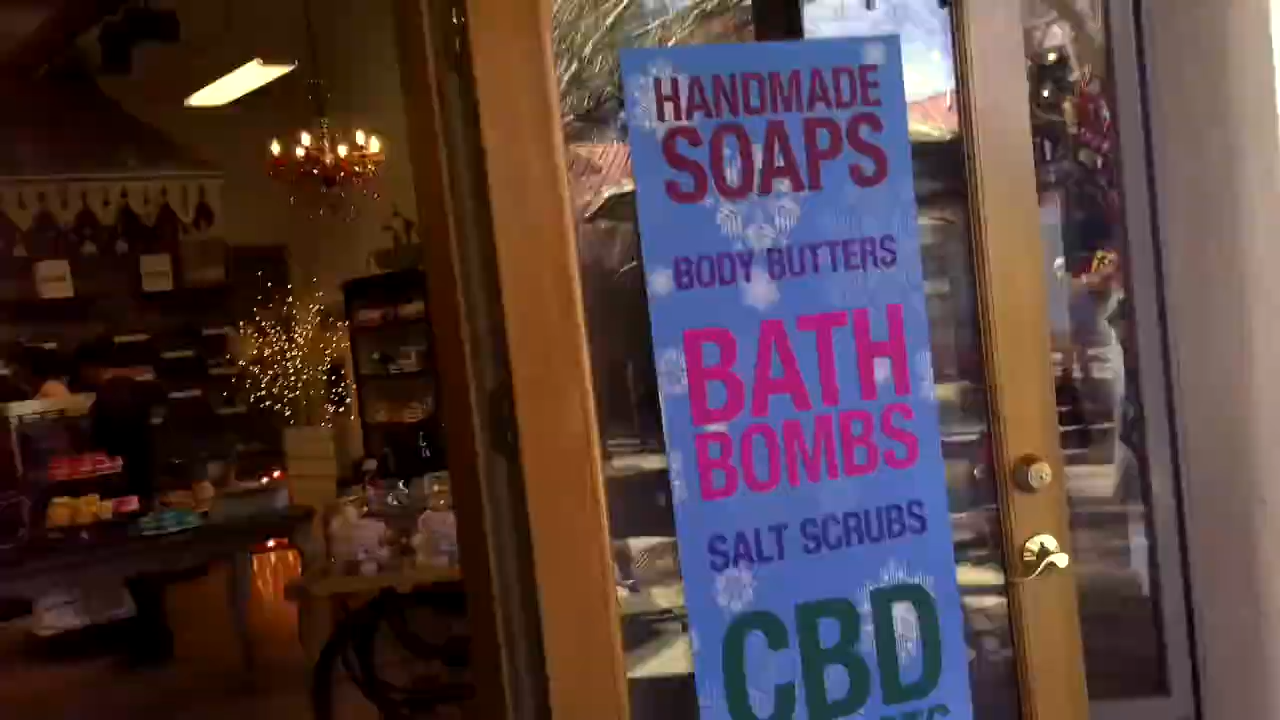 HANDMADE
SOAPS
BODY BUTTERS
BATH
BOMBS
SALT SCRUBS
CBD